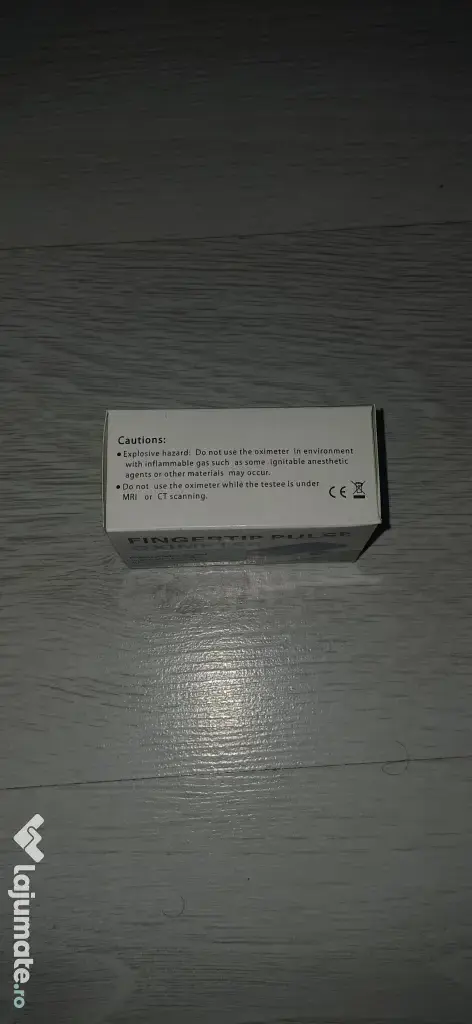 Cautions:
● Explosive hazard: Do not use the oximeter in environment
with inflammable gas such as some ignitable anesthetic
agents or other materials may occur.
● Do not use the oximeter while the testee is under
MRI or CT scanning.
CE
FINGERTIP PULSE
OXIMETER
lajumate.ro